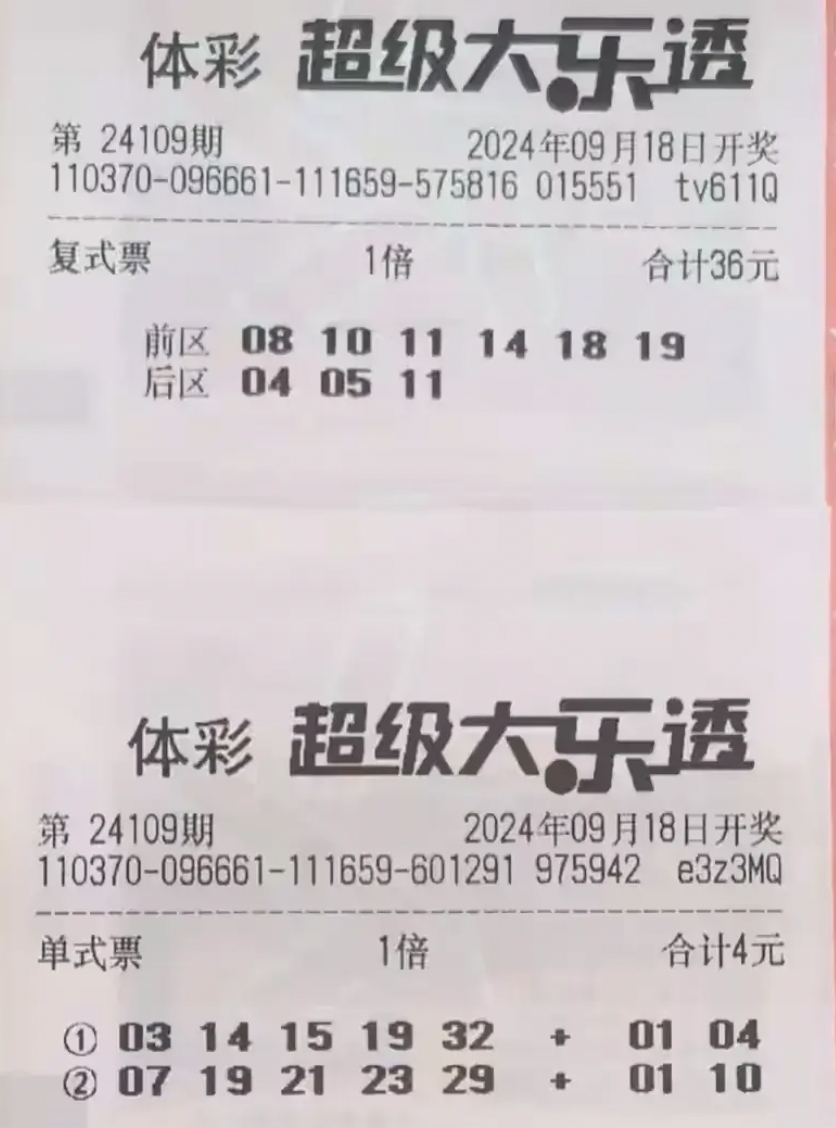 体彩 超级大乐透
第 24109期 2024年09月18日开奖
110370-096661-111659-575816 015551 tv611Q
复式票 1倍 合计36元
前区 08 10 11 14 18 19
后区 04 05 11
体彩 超级大乐透
第 24109期 2024年09月18日开奖
110370-096661-111659-601291 975942 e3z3MQ
单式票 1倍 合计4元
① 03 14 15 19 32 + 01 04
② 07 19 21 23 29 + 01 10